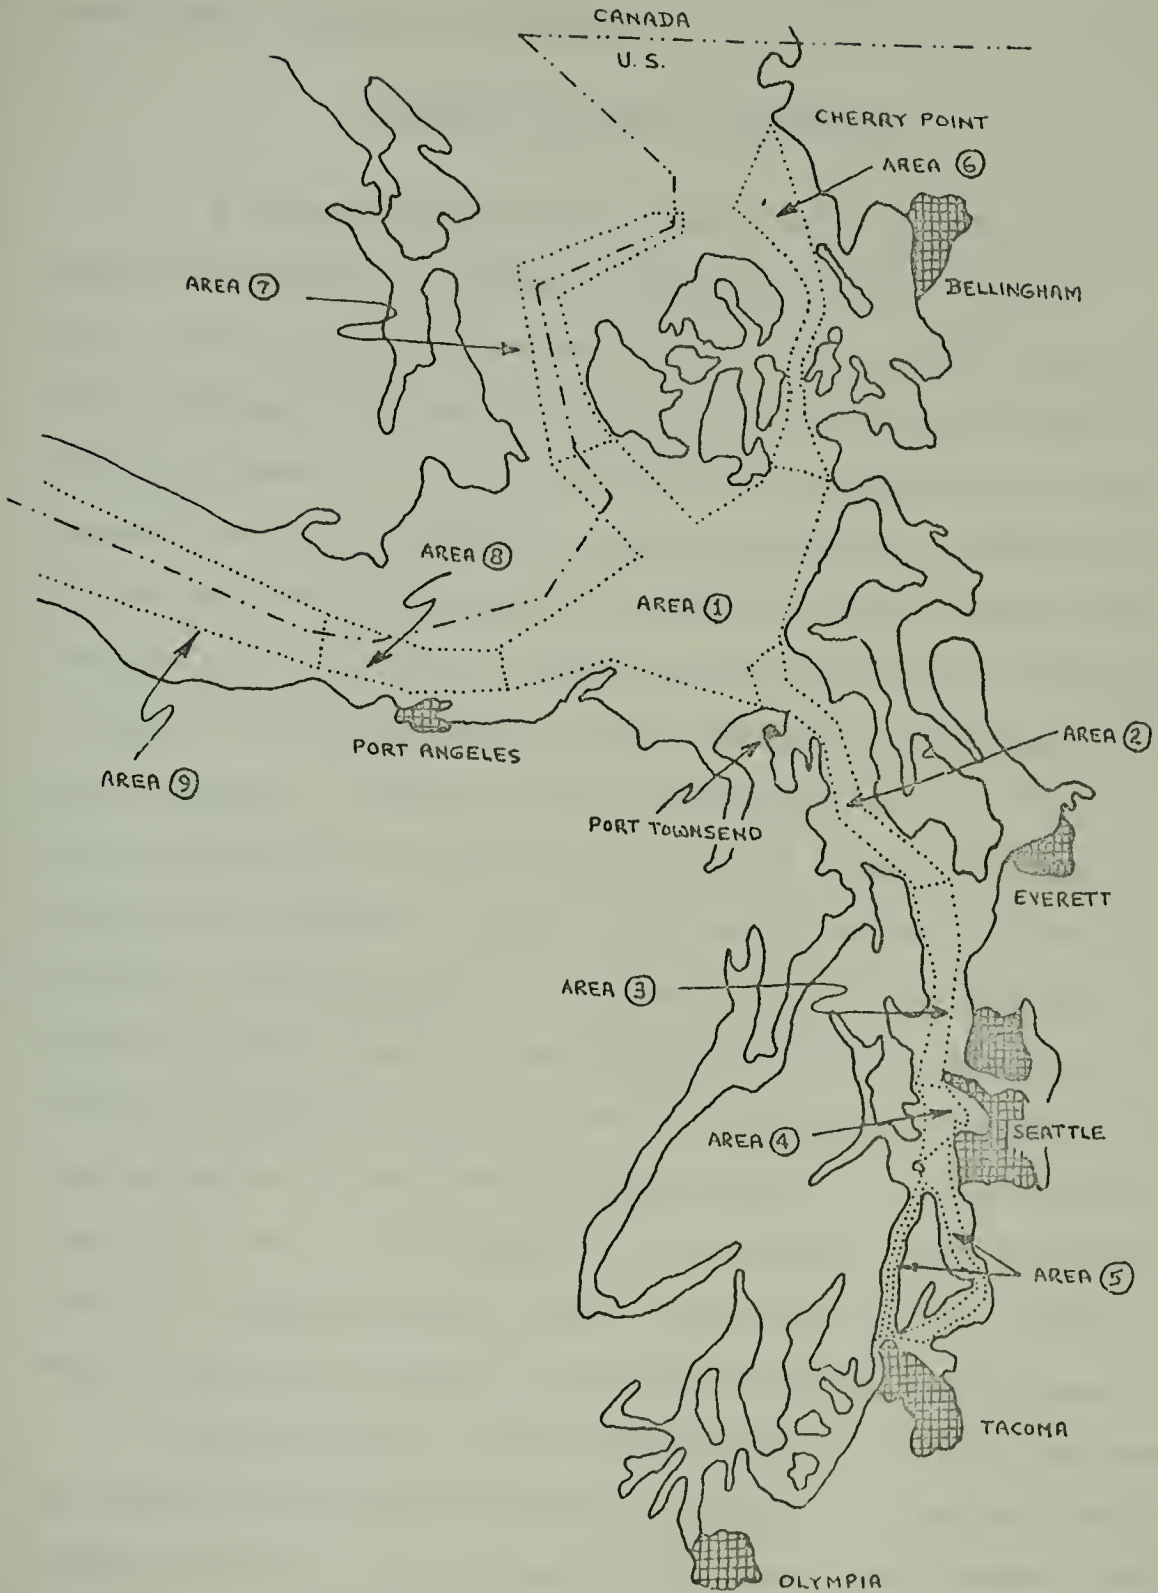 CANADA
U.S.
CHERRY POINT
AREA 6
AREA 7
BELLINGHAM
AREA 8
AREA 1
AREA 2
PORT ANGELES
AREA 9
PORT TOWNSEND
EVERETT
AREA 3
SEATTLE
AREA 4
AREA 5
TACOMA
OLYMPIA